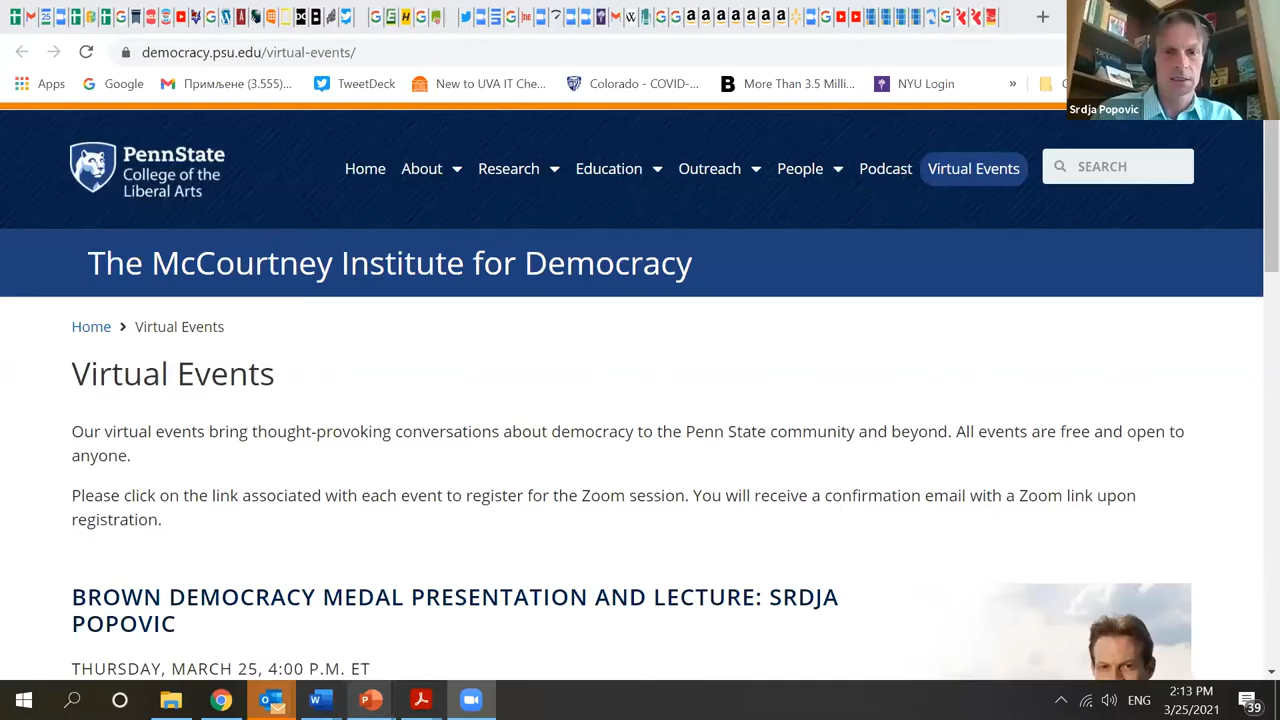 democracy.psu.edu/virtual-events/
Apps
Google
Примљене (3.555)...
TweetDeck
New to UVA IT Che...
Colorado - COVID-...
More Than 3.5 Milli...
NYU Login
»
Srdja Popovic
PennState
College of the
Liberal Arts
Home
About
Research
Education
Outreach
People
Podcast
Virtual Events
SEARCH
The McCourtney Institute for Democracy
Home > Virtual Events
Virtual Events
Our virtual events bring thought-provoking conversations about democracy to the Penn State community and beyond. All events are free and open to
anyone.
Please click on the link associated with each event to register for the Zoom session. You will receive a confirmation email with a Zoom link upon
registration.
BROWN DEMOCRACY MEDAL PRESENTATION AND LECTURE: SRDJA
POPOVIC
THURSDAY, MARCH 25, 4:00 P.M. ET
ENG
2:13 PM
3/25/2021
39